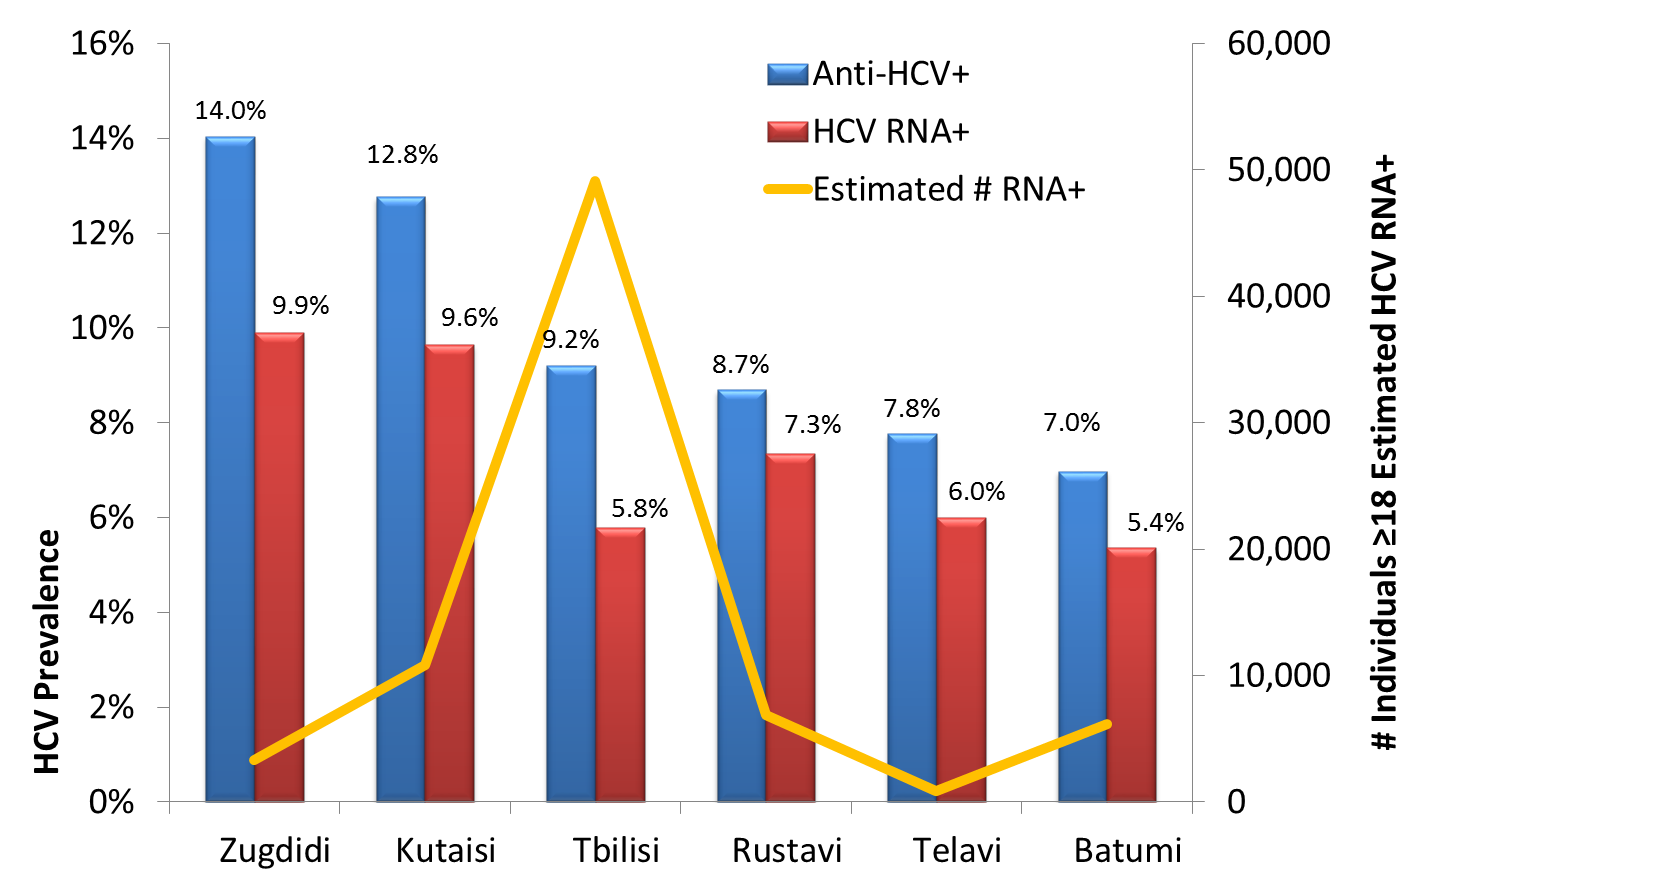 HCV Prevalence
16%
14%
12%
10%
8%
6%
4%
2%
0%
Anti-HCV+
HCV RNA+
Estimated # RNA+
14.0%
9.9%
12.8%
9.6%
9.2%
5.8%
8.7%
7.3%
7.8%
6.0%
7.0%
5.4%
60,000
50,000
40,000
30,000
20,000
10,000
0
# Individuals ≥18 Estimated HCV RNA+
Zugdidi
Kutaisi
Tbilisi
Rustavi
Telavi
Batumi